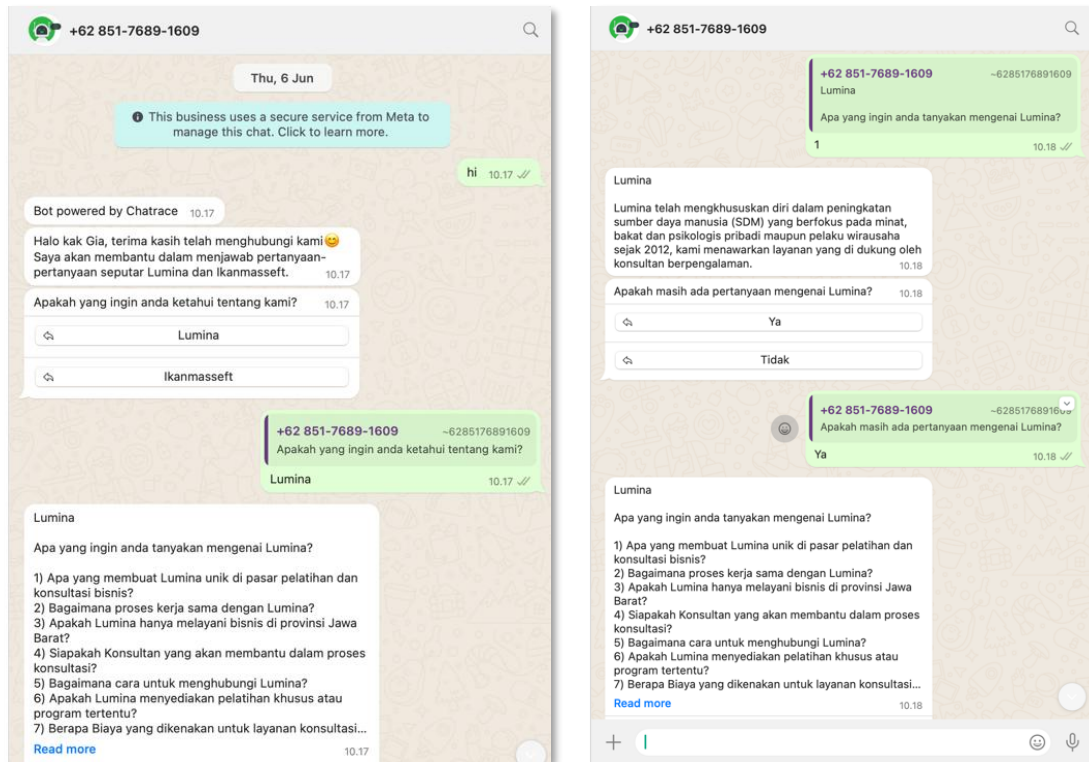 +62 851-7689-1609
Thu, 6 Jun
This business uses a secure service from Meta to
manage this chat. Click to learn more.
hi 10.17
Bot powered by Chatrace 10.17
Halo kak Gia, terima kasih telah menghubungi kami😊
Saya akan membantu dalam menjawab pertanyaan-
pertanyaan seputar Lumina dan Ikanmasseft. 10.17
Apakah yang ingin anda ketahui tentang kami? 10.17
Lumina
Ikanmasseft
+62 851-7689-1609 ~6285176891609
Apakah yang ingin anda ketahui tentang kami?
Lumina 10.17
Lumina
Apa yang ingin anda tanyakan mengenai Lumina?
1) Apa yang membuat Lumina unik di pasar pelatihan dan
konsultasi bisnis?
2) Bagaimana proses kerja sama dengan Lumina?
3) Apakah Lumina hanya melayani bisnis di provinsi Jawa
Barat?
4) Siapakah Konsultan yang akan membantu dalam proses
konsultasi?
5) Bagaimana cara untuk menghubungi Lumina?
6) Apakah Lumina menyediakan pelatihan khusus atau
program tertentu?
7) Berapa Biaya yang dikenakan untuk layanan konsultasi...
Read more 10.17
+62 851-7689-1609
+62 851-7689-1609 ~6285176891609
Lumina
Apa yang ingin anda tanyakan mengenai Lumina?
1 10.18
Lumina
Lumina telah mengkhususkan diri dalam peningkatan
sumber daya manusia (SDM) yang berfokus pada minat,
bakat dan psikologis pribadi maupun pelaku wirausaha
sejak 2012, kami menawarkan layanan yang di dukung oleh
konsultan berpengalaman. 10.18
Apakah masih ada pertanyaan mengenai Lumina? 10.18
Ya
Tidak
+62 851-7689-1609 ~6285176891609
Apakah masih ada pertanyaan mengenai Lumina?
Ya 10.18
Lumina
Apa yang ingin anda tanyakan mengenai Lumina?
1) Apa yang membuat Lumina unik di pasar pelatihan dan
konsultasi bisnis?
2) Bagaimana proses kerja sama dengan Lumina?
3) Apakah Lumina hanya melayani bisnis di provinsi Jawa
Barat?
4) Siapakah Konsultan yang akan membantu dalam proses
konsultasi?
5) Bagaimana cara untuk menghubungi Lumina?
6) Apakah Lumina menyediakan pelatihan khusus atau
program tertentu?
7) Berapa Biaya yang dikenakan untuk layanan konsultasi...
Read more 10.18